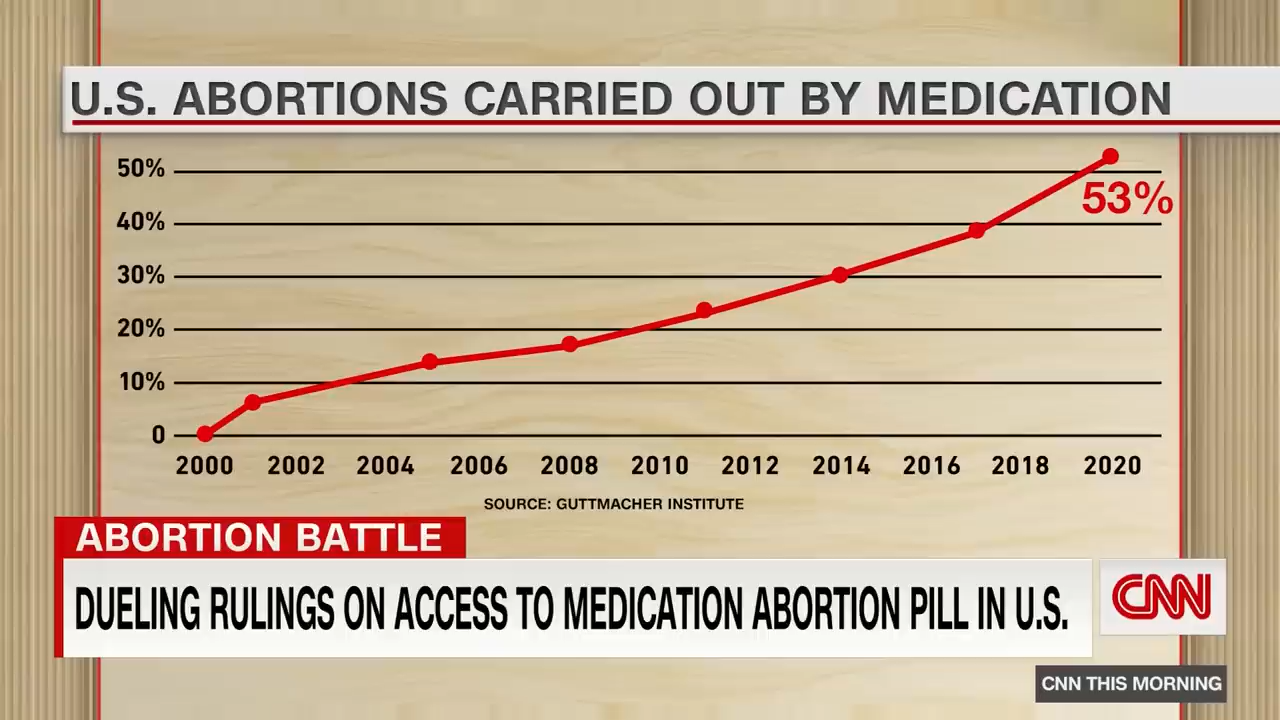 U.S. ABORTIONS CARRIED OUT BY MEDICATION
50%
53%
40%
30%
20%
10%
0
2000 2002 2004 2006 2008 2010 2012 2014 2016 2018 2020
SOURCE: GUTTMACHER INSTITUTE
ABORTION BATTLE
DUELING RULINGS ON ACCESS TO MEDICATION ABORTION PILL IN U.S.
CNN
CNN THIS MORNING